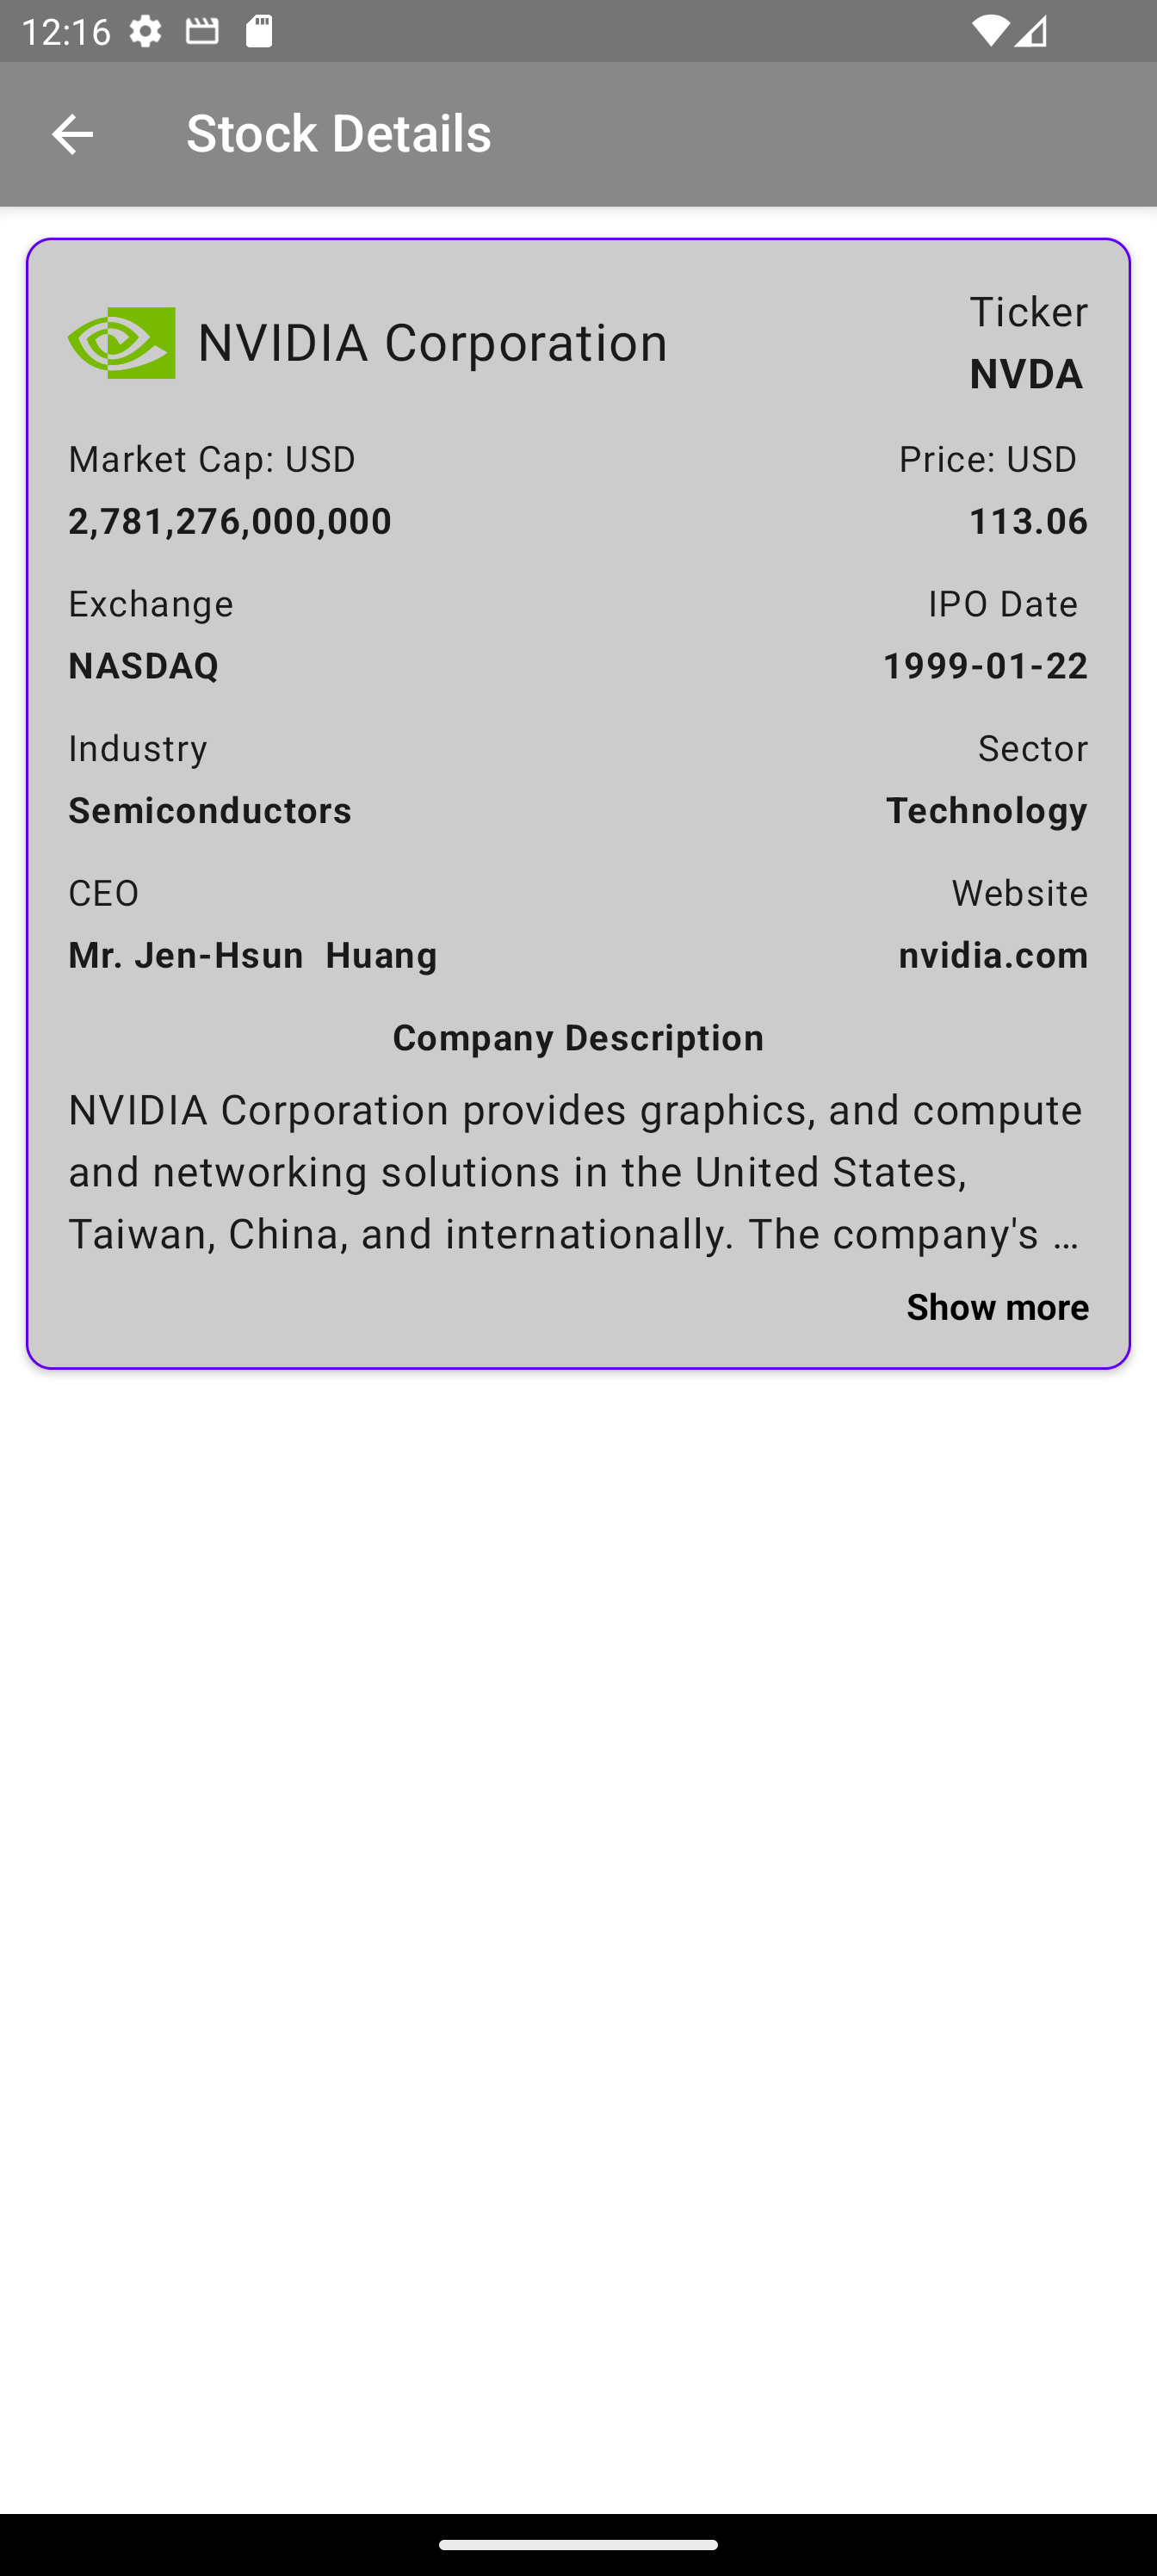 12:16
Stock Details
NVIDIA Corporation
Ticker
NVDA
Market Cap: USD
Price: USD
2,781,276,000,000
113.06
Exchange
IPO Date
NASDAQ
1999-01-22
Industry
Sector
Semiconductors
Technology
CEO
Website
Mr. Jen-Hsun  Huang
nvidia.com
Company Description
NVIDIA Corporation provides graphics, and compute
and networking solutions in the United States,
Taiwan, China, and internationally. The company's ...
Show more